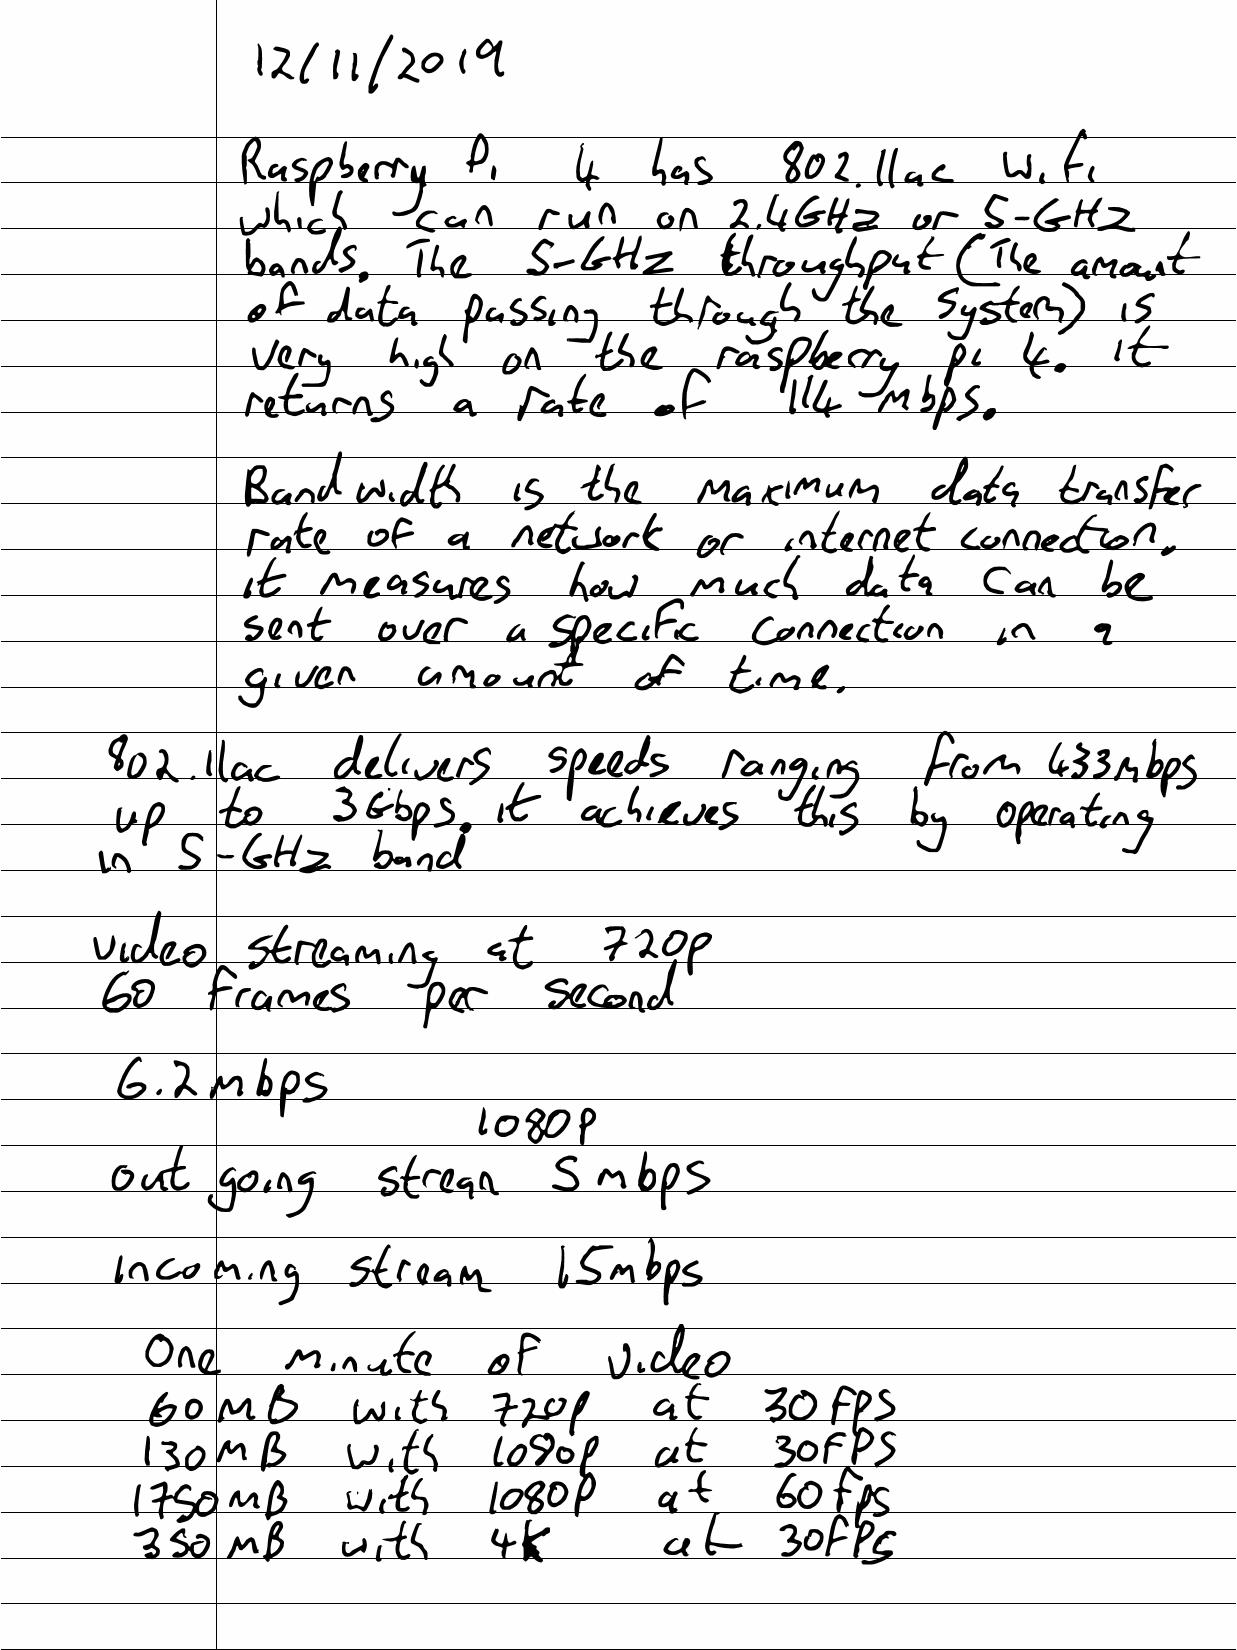 12/11/2019
Raspberry Pi 4 has 802.11ac Wifi
which can run on 2.4GHz or 5-GHz
bands. The 5-GHz throughput (The amount
of data passing through the system) is
very high on the raspberry pi 4. it
returns a rate of 114 mbps.
Bandwidth is the maximum data transfer
rate of a network or internet connection.
it measures how much data can be
sent over a specific connection in a
given amount of time.
802.11ac delivers speeds ranging from 433mbps
up to 3Gbps. it achieves this by operating
in 5-GHz band
video streaming at 720p
60 frames per second
6.2mbps
1080p
out going stream 5mbps
incoming stream 15mbps
One minute of video
60MB with 720p at 30FPS
130MB with 1080p at 30FPS
1750MB with 1080P at 60fps
350MB with 4K at 30FPS